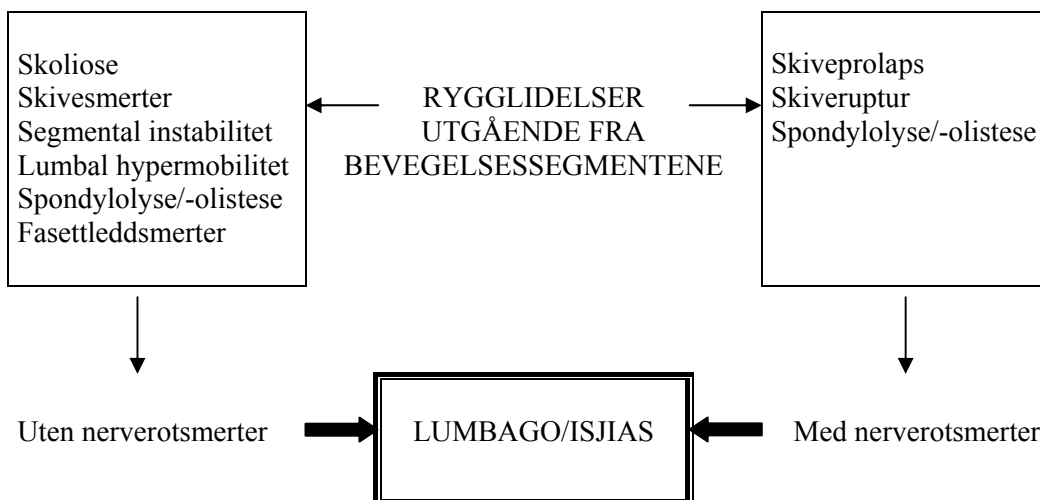 Skoliose
Skivesmerter
Segmental instabilitet
Lumbal hypermobilitet
Spondylolyse/-olistese
Fasettleddsmerter
RYGGLIDELSER
UTGÅENDE FRA
BEVEGELSESSEGMENTENE
Skiveprolaps
Skiveruptur
Spondylolyse/-olistese
Uten nerverotsmerter
LUMBAGO/ISJIAS
Med nerverotsmerter